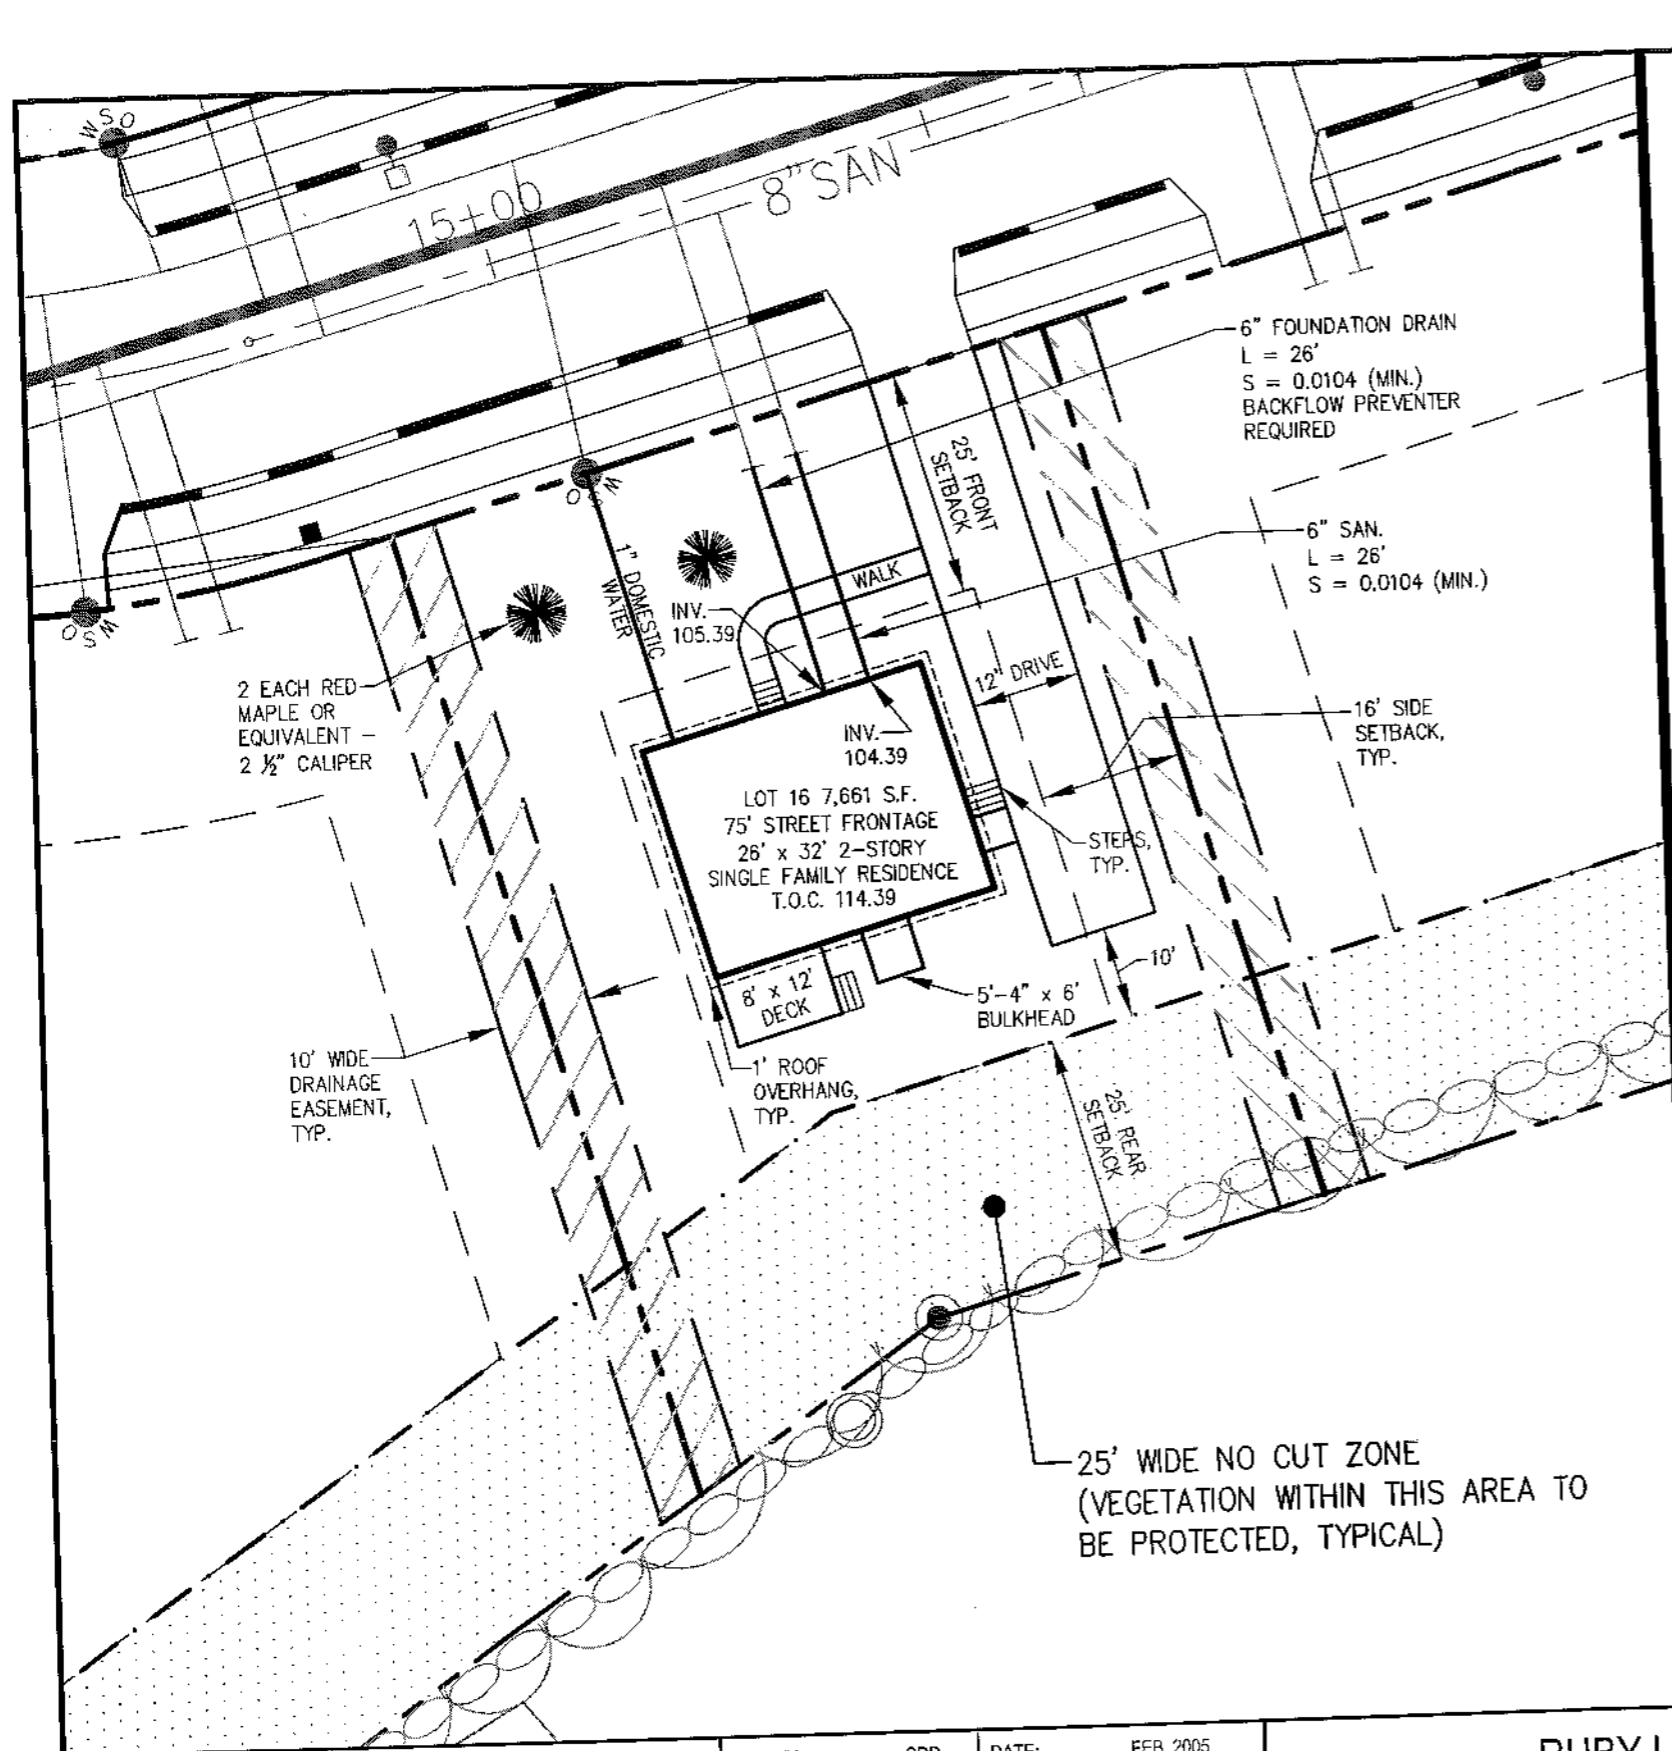 WSO
15+00
8"SAN
6" FOUNDATION DRAIN
L = 26'
S = 0.0104 (MIN.)
BACKFLOW PREVENTER
REQUIRED
25' FRONT
SETBACK
WSO
1" DOMESTIC
WATER
WALK
6" SAN.
L = 26'
S = 0.0104 (MIN.)
WSO
INV.
105.39
2 EACH RED
MAPLE OR
EQUIVALENT –
2 ½" CALIPER
12" DRIVE
16' SIDE
SETBACK,
TYP.
INV.
104.39
LOT 16 7,661 S.F.
75' STREET FRONTAGE
26' x 32' 2–STORY
SINGLE FAMILY RESIDENCE
T.O.C. 114.39
STEPS,
TYP.
10'
8' x 12'
DECK
5'–4" x 6'
BULKHEAD
10' WIDE
DRAINAGE
EASEMENT,
TYP.
1' ROOF
OVERHANG,
TYP.
25' REAR
SETBACK
25' WIDE NO CUT ZONE
(VEGETATION WITHIN THIS AREA TO
BE PROTECTED, TYPICAL)
DATE: FEB 2005